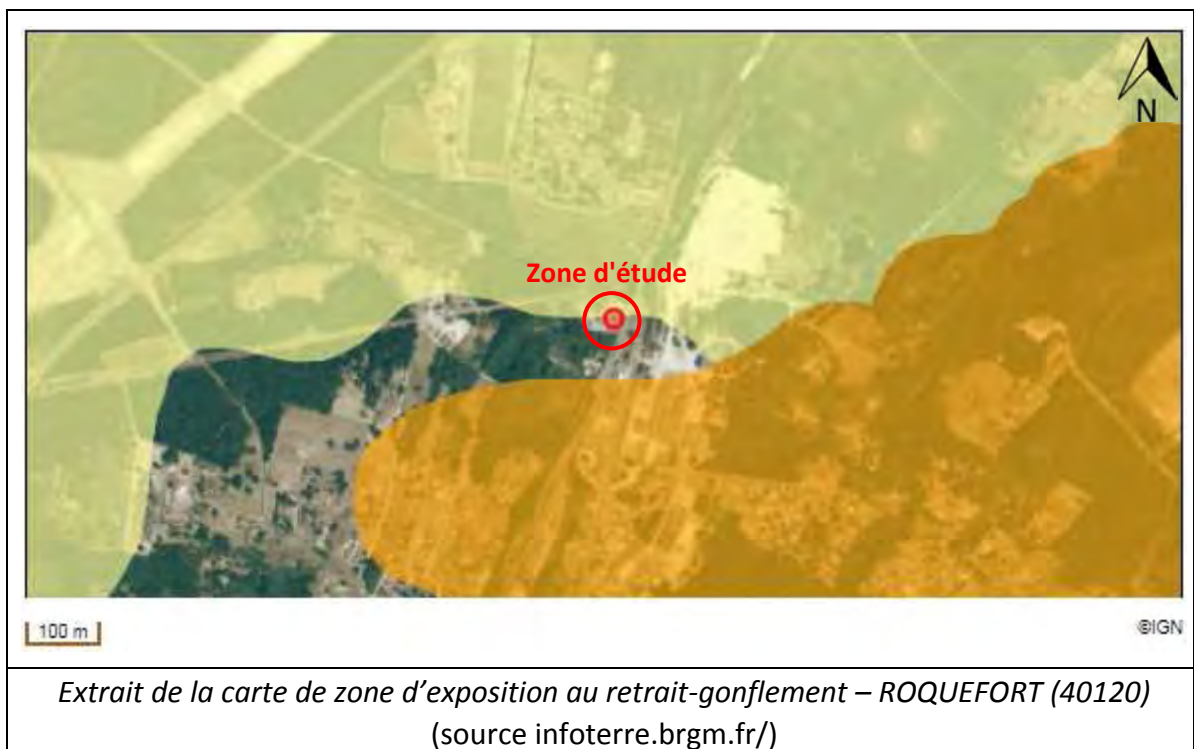 N
Zone d'étude
100 m
©IGN
Extrait de la carte de zone d’exposition au retrait-gonflement – ROQUEFORT (40120)
(source infoterre.brgm.fr/)